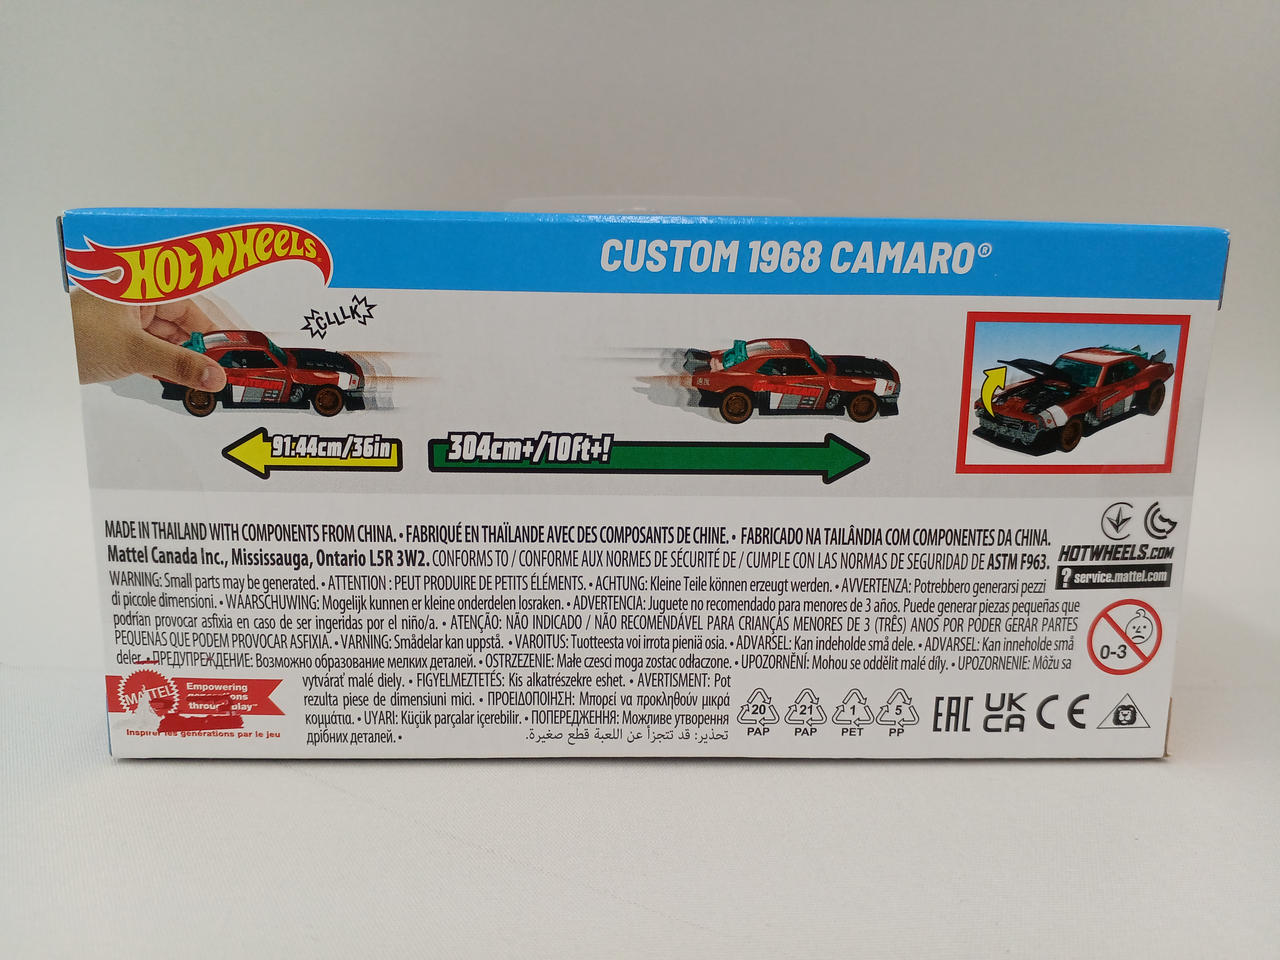 HOT WHEELS
CUSTOM 1968 CAMARO®
CLLLK
91.44cm/36in
304cm+/10ft+!
MADE IN THAILAND WITH COMPONENTS FROM CHINA. • FABRIQUÉ EN THAÏLANDE AVEC DES COMPOSANTS DE CHINE. • FABRICADO NA TAILÂNDIA COM COMPONENTES DA CHINA.
Mattel Canada Inc., Mississauga, Ontario L5R 3W2. CONFORMS TO / CONFORME AUX NORMES DE SÉCURITÉ DE / CUMPLE CON LAS NORMAS DE SEGURIDAD DE ASTM F963.
WARNING: Small parts may be generated. • ATTENTION : PEUT PRODUIRE DE PETITS ÉLÉMENTS. • ACHTUNG: Kleine Teile können erzeugt werden. • AVVERTENZA: Potrebbero generarsi pezzi
di piccole dimensioni. • WAARSCHUWING: Mogelijk kunnen er kleine onderdelen losraken. • ADVERTENCIA: Juguete no recomendado para menores de 3 años. Puede generar piezas pequeñas que
podrían provocar asfixia en caso de ser ingeridas por el niño/a. • ATENÇÃO: NÃO INDICADO / NÃO RECOMENDÁVEL PARA CRIANÇAS MENORES DE 3 (TRÊS) ANOS POR PODER GERAR PARTES
PEQUENAS QUE PODEM PROVOCAR ASFIXIA. • VARNING: Smådelar kan uppstå. • VAROITUS: Tuotteesta voi irrota pieniä osia. • ADVARSEL: Kan indeholde små dele. • ADVARSEL: Kan inneholde små
deler. • ПРЕДУПРЕЖДЕНИЕ: Возможно образование мелких деталей. • OSTRZEŻENIE: Małe czesci moga zostac odłaczone. • UPOZORNĚNÍ: Mohou se oddělit malé díly. • UPOZORNENIE: Môžu sa
vytvárať malé diely. • FIGYELMEZTETÉS: Kis alkatrészekre eshet. • AVERTISMENT: Pot
rezulta piese de dimensiuni mici. • ΠΡΟΕΙΔΟΠΟΙΗΣΗ: Μπορεί να προκληθούν μικρά
κομμάτια. • UYARI: Küçük parçalar içerebilir. • ПОПЕРЕДЖЕННЯ: Можливе утворення
дрібних деталей. •
تحذير: قد تتجزأ عن اللعبة قطع صغيرة.
HOTWHEELS.COM
? service.mattel.com
0-3
MATTEL
Empowering
through play™
Inspirer les générations par le jeu
20
PAP
21
PAP
1
PET
5
PP
EAC
UK
CA
CE